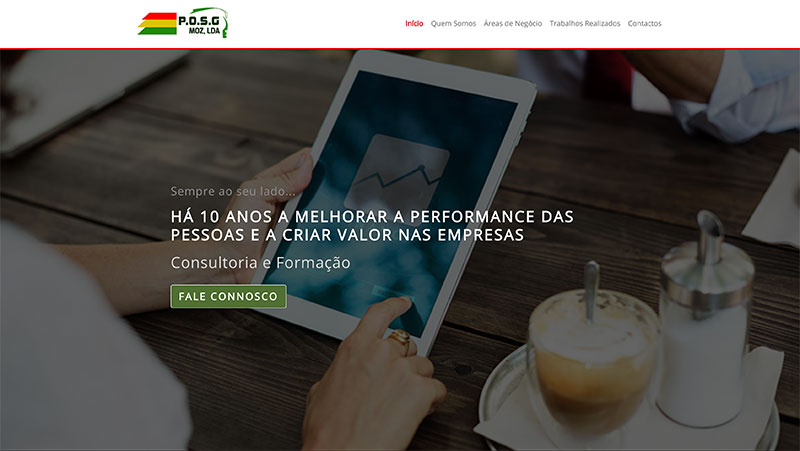 P.O.S.G
MOZ, LDA
Início Quem Somos Áreas de Negócio Trabalhos Realizados Contactos
Sempre ao seu lado...
HÁ 10 ANOS A MELHORAR A PERFORMANCE DAS
PESSOAS E A CRIAR VALOR NAS EMPRESAS
Consultoria e Formação
FALE CONNOSCO